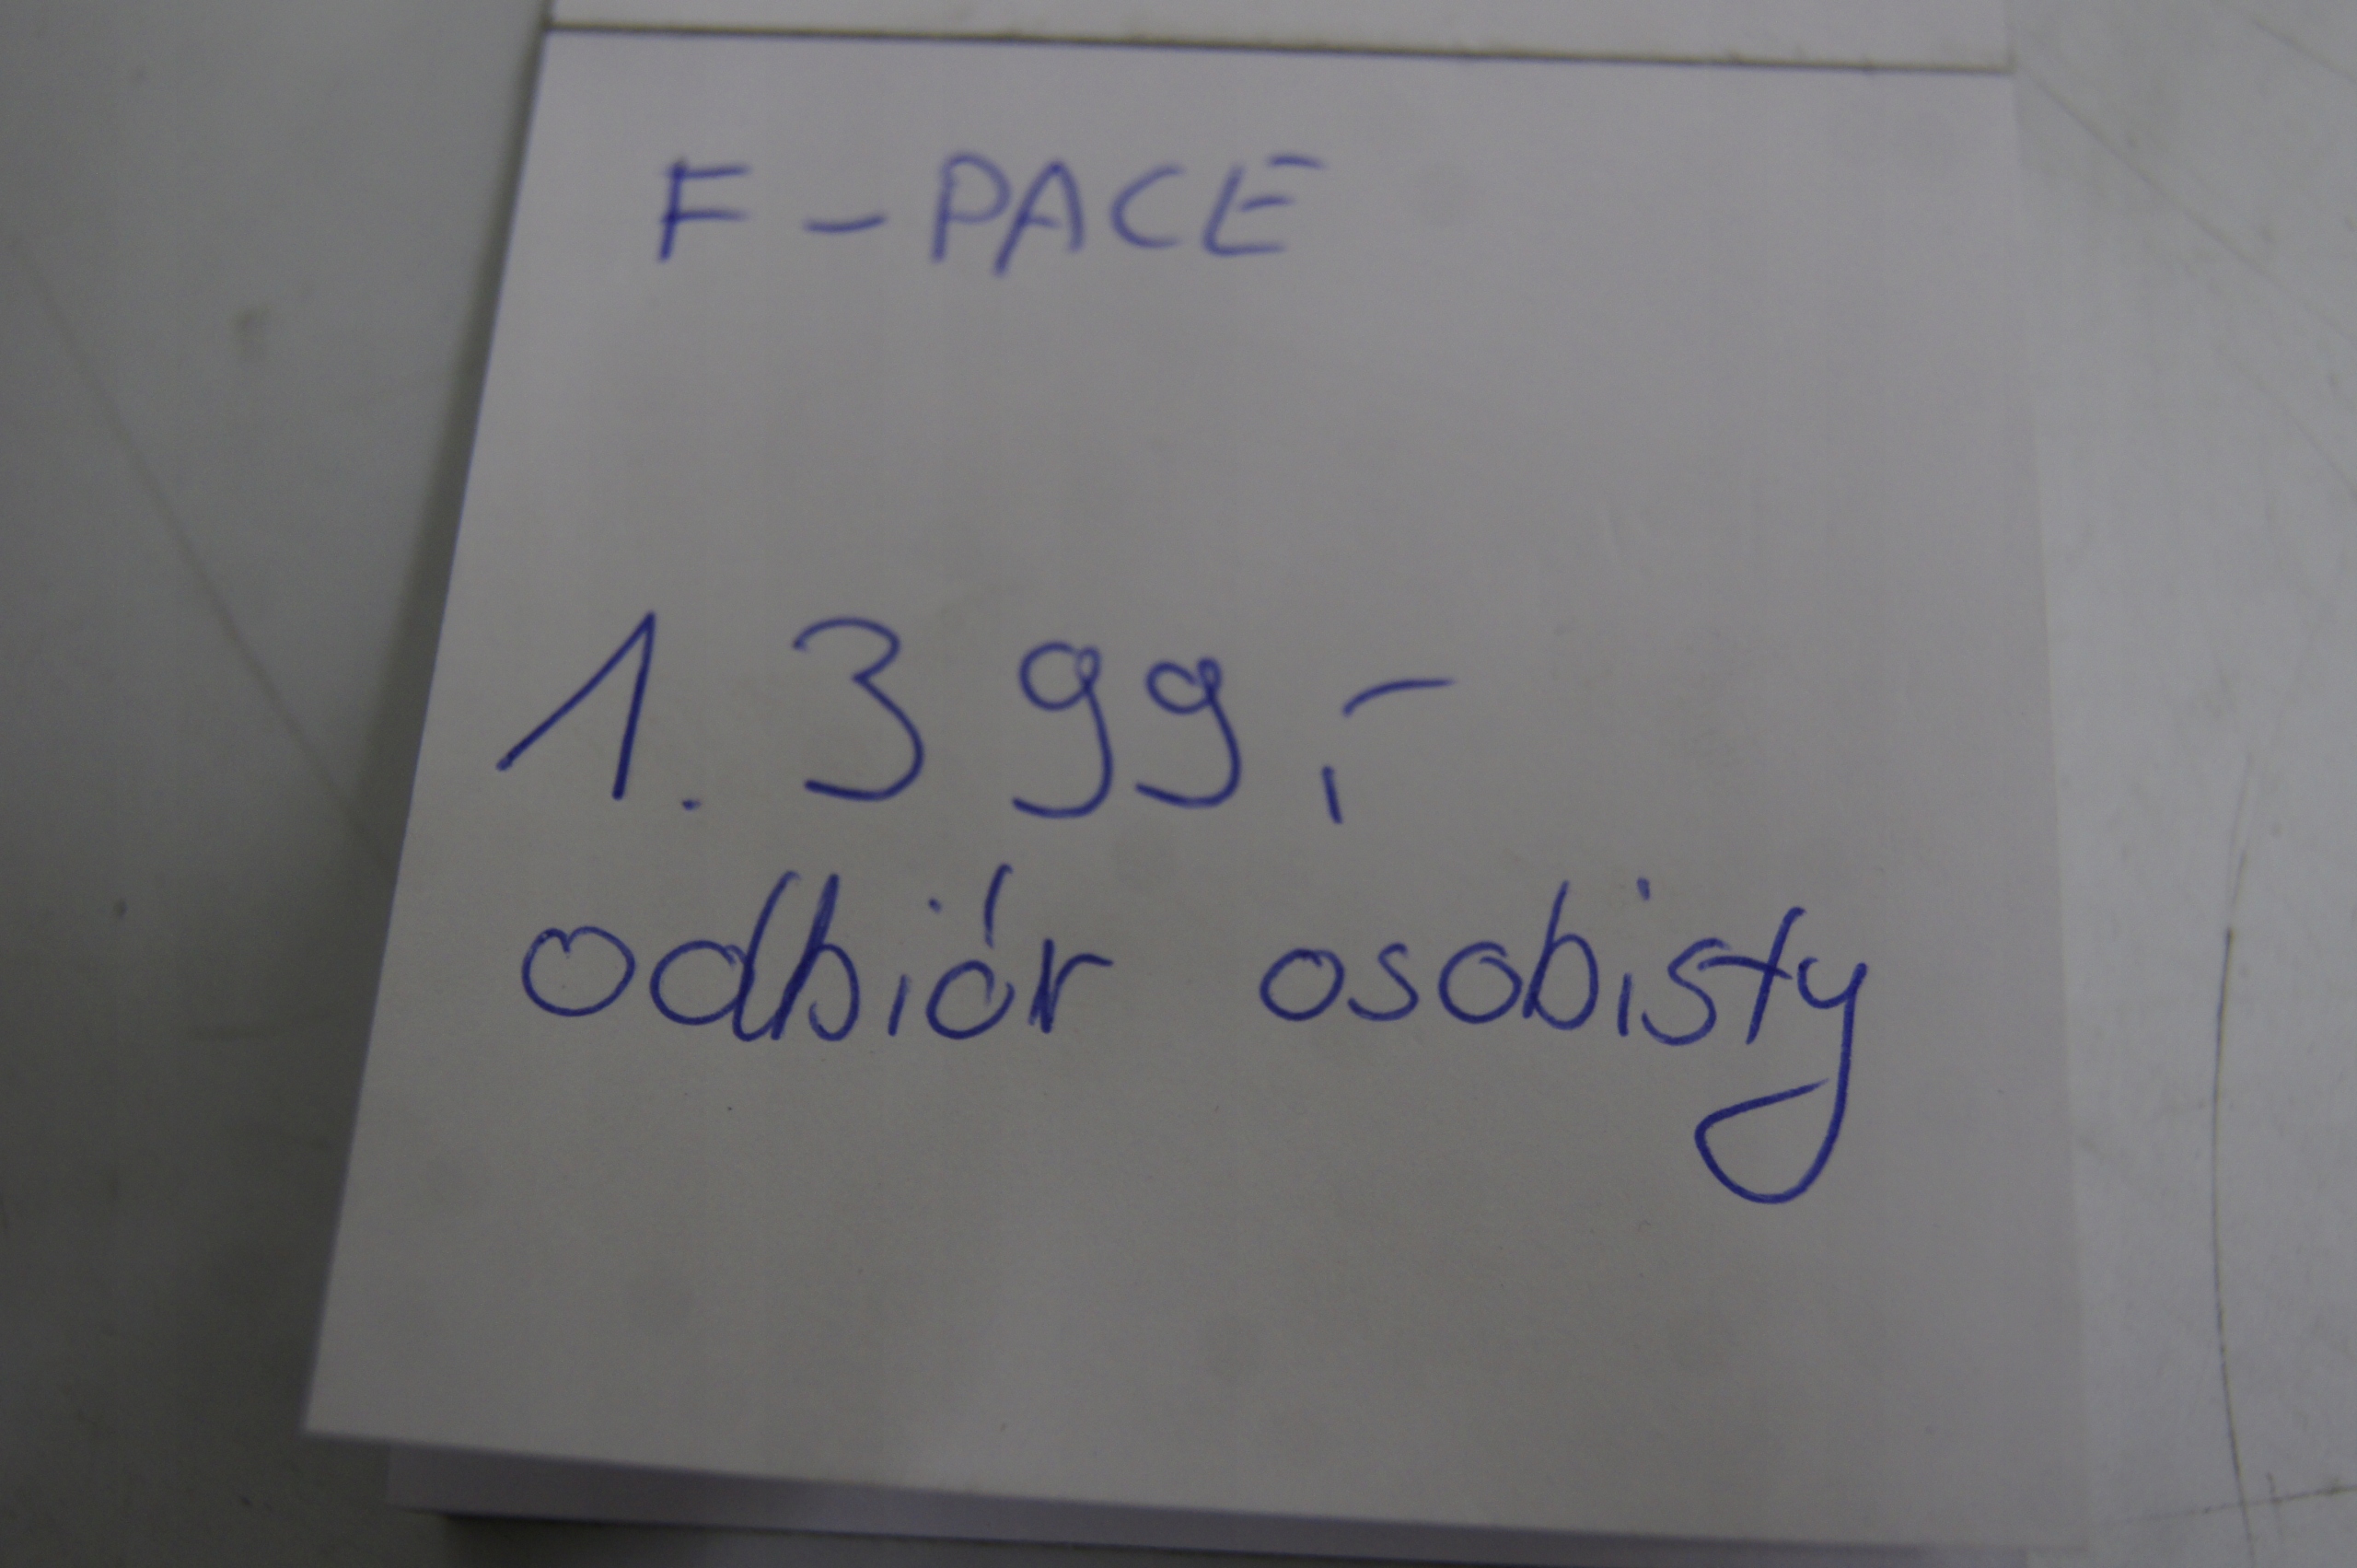 F - PACE
1.399,-
odbiór osobisty